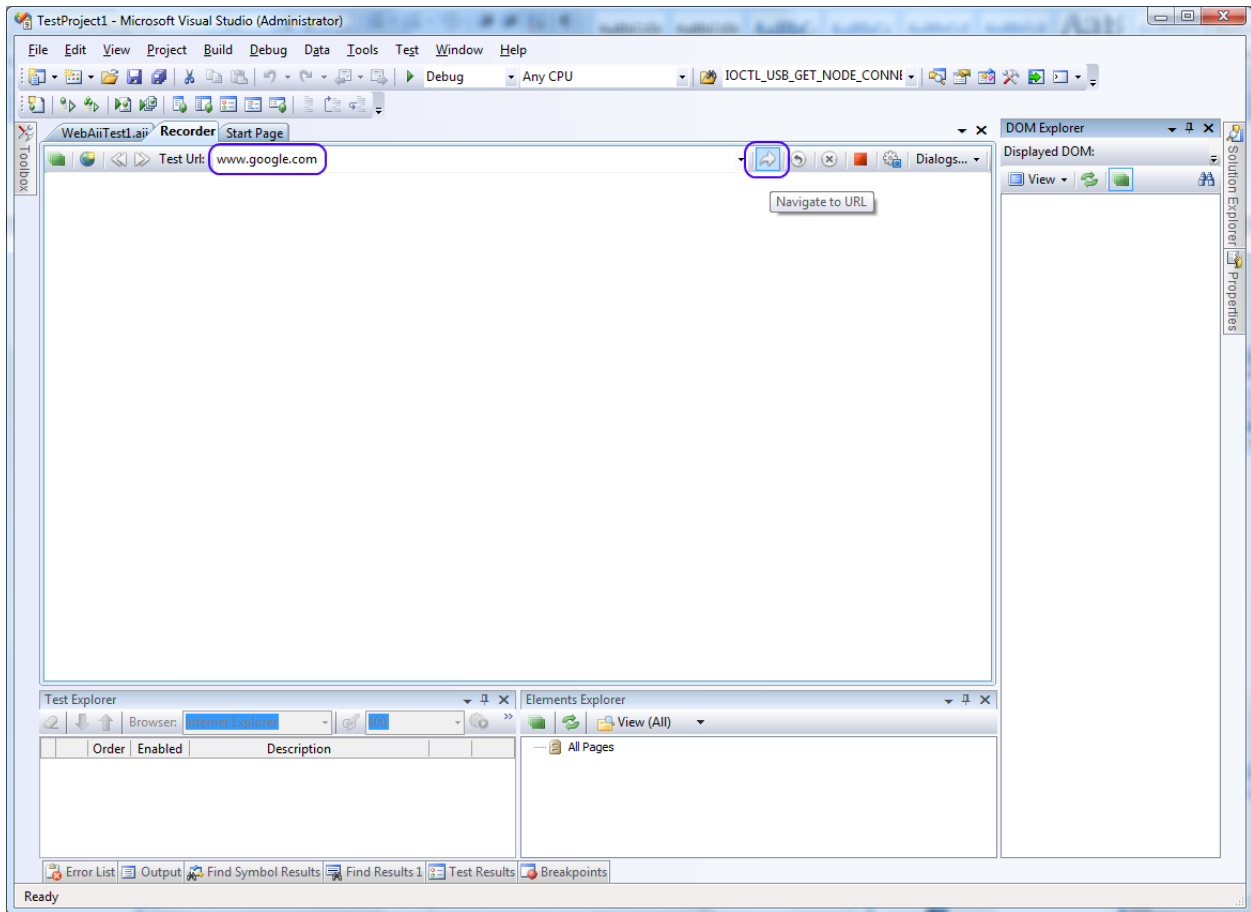 TestProject1 - Microsoft Visual Studio (Administrator)
File Edit View Project Build Debug Data Tools Test Window Help
Debug Any CPU IOCTL_USB_GET_NODE_CONNE
WebAiiTest1.aii Recorder Start Page
Test Url: www.google.com Dialogs...
Navigate to URL
Toolbox
DOM Explorer
Displayed DOM:
View
Solution Explorer
Properties
Test Explorer
Browser: Internet Explorer 800
Order Enabled Description
Elements Explorer
View (All)
All Pages
Error List Output Find Symbol Results Find Results 1 Test Results Breakpoints
Ready